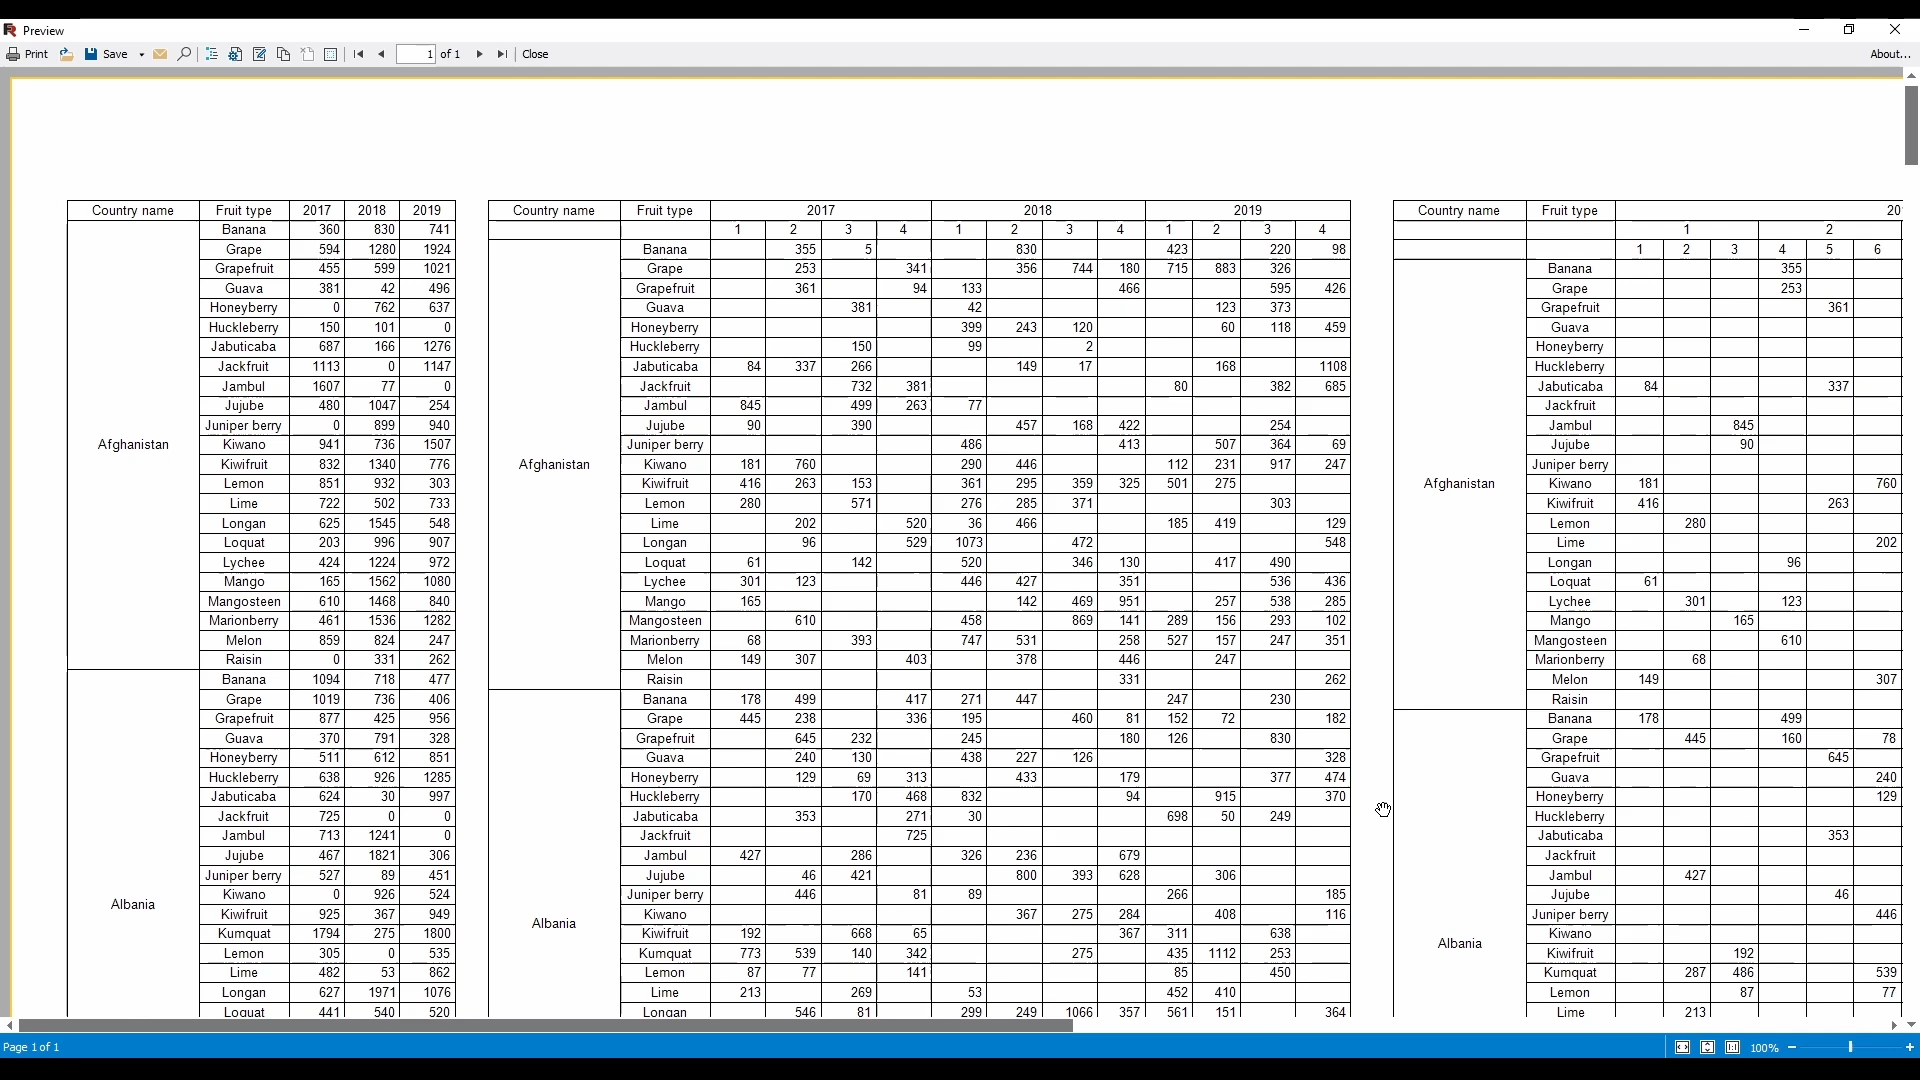 Preview
Print Save 1 of 1 Close About...
Country name Fruit type 2017 2018 2019
Afghanistan
Banana 360 830 741
Grape 594 1280 1924
Grapefruit 455 599 1021
Guava 381 42 496
Honeyberry 0 762 637
Huckleberry 150 101 0
Jabuticaba 687 166 1276
Jackfruit 1113 0 1147
Jambul 1607 77 0
Jujube 480 1047 254
Juniper berry 0 899 940
Kiwano 941 736 1507
Kiwifruit 832 1340 776
Lemon 851 932 303
Lime 722 502 733
Longan 625 1545 548
Loquat 203 996 907
Lychee 424 1224 972
Mango 165 1562 1080
Mangosteen 610 1468 840
Marionberry 461 1536 1282
Melon 859 824 247
Raisin 0 331 262
Albania
Banana 1094 718 477
Grape 1019 736 406
Grapefruit 877 425 956
Guava 370 791 328
Honeyberry 511 612 851
Huckleberry 638 926 1285
Jabuticaba 624 30 997
Jackfruit 725 0 0
Jambul 713 1241 0
Jujube 467 1821 306
Juniper berry 527 89 451
Kiwano 0 926 524
Kiwifruit 925 367 949
Kumquat 1794 275 1800
Lemon 305 0 535
Lime 482 53 862
Longan 627 1971 1076
Loquat 441 540 520
Country name Fruit type 2017 2018 2019
1 2 3 4 1 2 3 4 1 2 3 4
Afghanistan
Banana 355 5 830 423 220 98
Grape 253 341 356 744 180 715 883 326
Grapefruit 361 94 133 466 595 426
Guava 381 42 123 373
Honeyberry 399 243 120 60 118 459
Huckleberry 150 99 2
Jabuticaba 84 337 266 149 17 168 1108
Jackfruit 732 381 80 382 685
Jambul 845 499 263 77
Jujube 90 390 457 168 422 254
Juniper berry 486 413 507 364 69
Kiwano 181 760 290 446 112 231 917 247
Kiwifruit 416 263 153 361 295 359 325 501 275
Lemon 280 571 276 285 371 303
Lime 202 520 36 466 185 419 129
Longan 96 529 1073 472 548
Loquat 61 142 520 346 130 417 490
Lychee 301 123 446 427 351 536 436
Mango 165 142 469 951 257 538 285
Mangosteen 610 458 869 141 289 156 293 102
Marionberry 68 393 747 531 258 527 157 247 351
Melon 149 307 403 378 446 247
Raisin 331 262
Albania
Banana 178 499 417 271 447 247 230
Grape 445 238 336 195 460 81 152 72 182
Grapefruit 645 232 245 180 126 830
Guava 240 130 438 227 126 328
Honeyberry 129 69 313 433 179 377 474
Huckleberry 170 468 832 94 915 370
Jabuticaba 353 271 30 698 50 249
Jackfruit 725
Jambul 427 286 326 236 679
Jujube 46 421 800 393 628 306
Juniper berry 446 81 89 266 185
Kiwano 367 275 284 408 116
Kiwifruit 192 668 65 367 311 638
Kumquat 773 539 140 342 275 435 1112 253
Lemon 87 77 141 85 450
Lime 213 269 53 452 410
Longan 546 81 299 249 1066 357 561 151 364
Country name Fruit type 20
1 2
1 2 3 4 5 6
Afghanistan
Banana 355
Grape 253
Grapefruit 361
Guava
Honeyberry
Huckleberry
Jabuticaba 84 337
Jackfruit
Jambul 845
Jujube 90
Juniper berry
Kiwano 181 760
Kiwifruit 416 263
Lemon 280
Lime 202
Longan 96
Loquat 61
Lychee 301 123
Mango 165
Mangosteen 610
Marionberry 68
Melon 149 307
Raisin
Albania
Banana 178 499
Grape 445 160 78
Grapefruit 645
Guava 240
Honeyberry 129
Huckleberry
Jabuticaba 353
Jackfruit
Jambul 427
Jujube 46
Juniper berry 446
Kiwano
Kiwifruit 192
Kumquat 287 486 539
Lemon 87 77
Lime 213
Page 1 of 1 100%